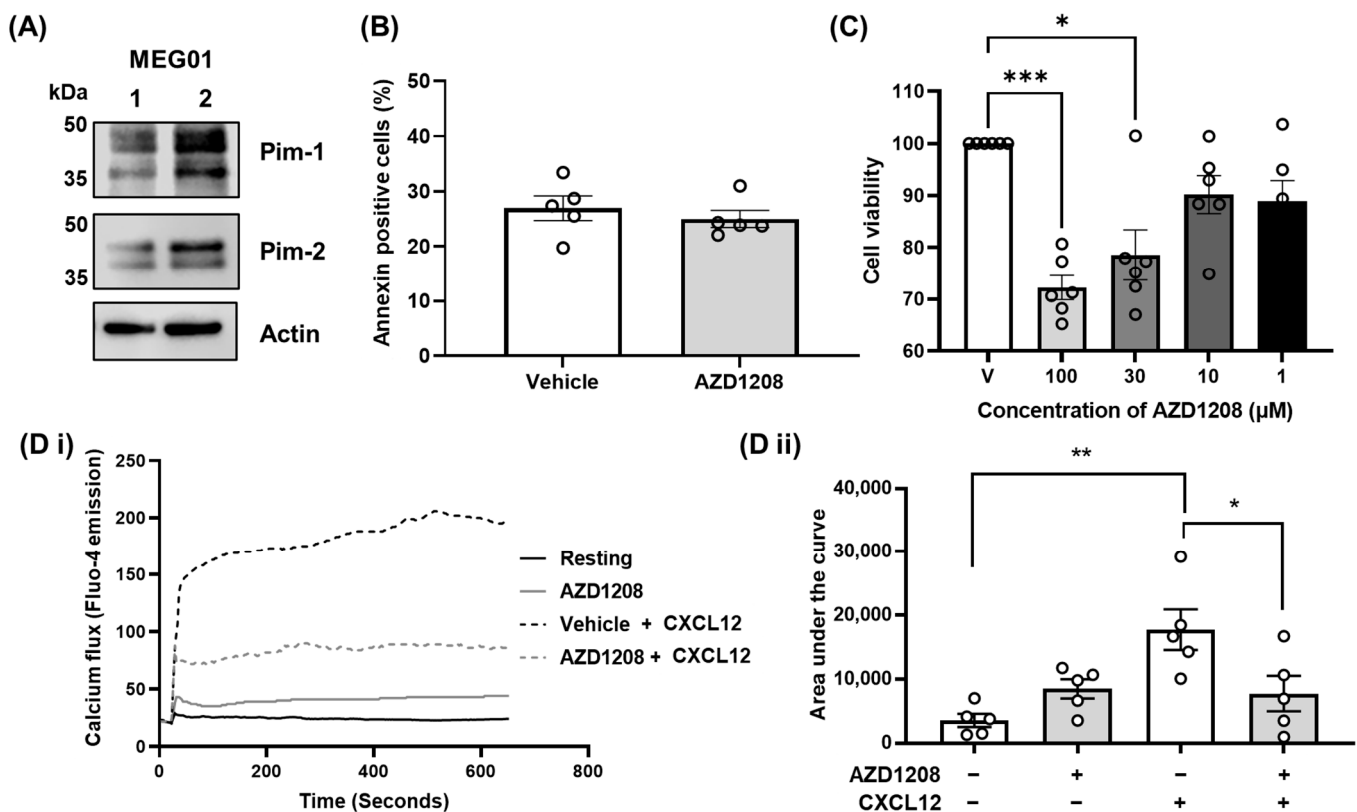 (A)
MEG01
kDa
1 2
50
35
Pim-1
50
35
Pim-2
Actin
(B)
Annexin positive cells (%)
50
40
30
20
10
0
Vehicle AZD1208
(C)
* 
***
Cell viability
110
100
90
80
70
60
V 100 30 10 1
Concentration of AZD1208 (µM)
(D i)
Calcium flux (Fluo-4 emission)
250
200
150
100
50
0
0 200 400 600 800
Time (Seconds)
Resting
AZD1208
Vehicle + CXCL12
AZD1208 + CXCL12
(D ii)
**
*
Area under the curve
40,000
30,000
20,000
10,000
0
AZD1208 − + − +
CXCL12 − − + +